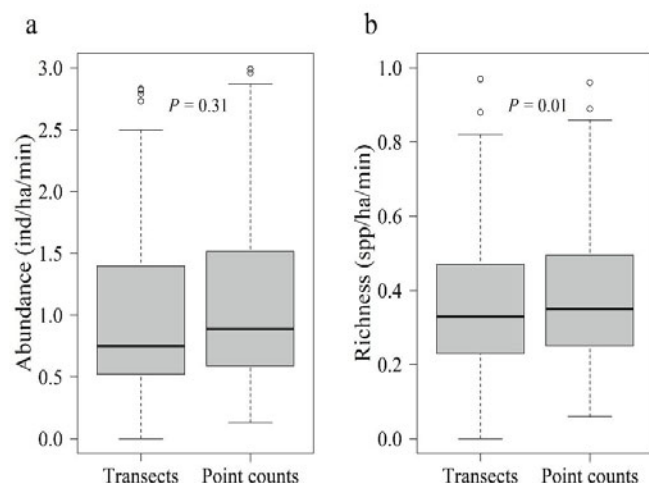 a
Abundance (ind/ha/min)
3.0
2.5
2.0
1.5
1.0
0.5
0.0
P = 0.31
Transects Point counts
b
Richness (spp/ha/min)
1.0
0.8
0.6
0.4
0.2
0.0
P = 0.01
Transects Point counts